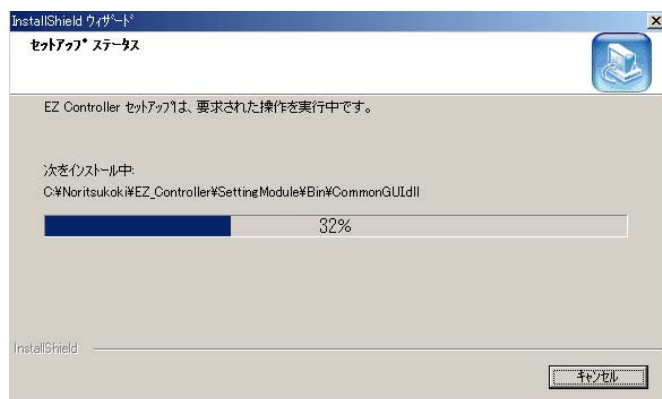 InstallShield ウィザード
セットアップ ステータス
EZ Controller セットアップは、要求された操作を実行中です。
次をインストール中:
C:¥Noritsukoki¥EZ_Controller¥SettingModule¥Bin¥CommonGUIdll
32%
InstallShield
キャンセル